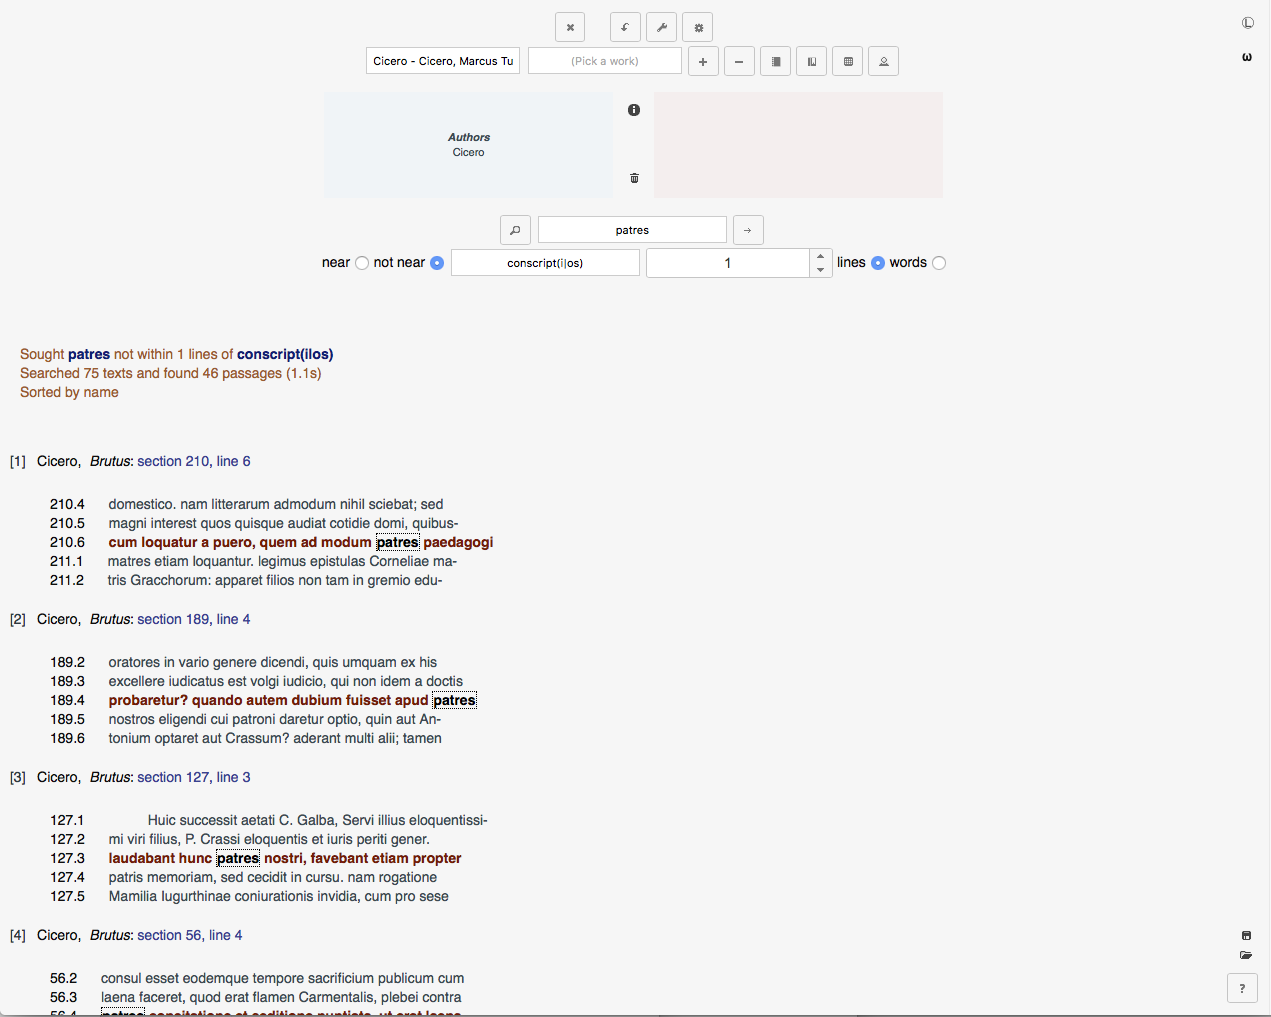 Cicero - Cicero, Marcus Tu
(Pick a work)
Authors
Cicero
patres
near not near conscript(i|os) 1 lines words
Sought patres not within 1 lines of conscript(ilos)
Searched 75 texts and found 46 passages (1.1s)
Sorted by name
[1] Cicero, Brutus: section 210, line 6
210.4 domestico. nam litterarum admodum nihil sciebat; sed
210.5 magni interest quos quisque audiat cotidie domi, quibus-
210.6 cum loquatur a puero, quem ad modum patres paedagogi
211.1 matres etiam loquantur. legimus epistulas Corneliae ma-
211.2 tris Gracchorum: apparet filios non tam in gremio edu-
[2] Cicero, Brutus: section 189, line 4
189.2 oratores in vario genere dicendi, quis umquam ex his
189.3 excellere iudicatus est volgi iudicio, qui non idem a doctis
189.4 probaretur? quando autem dubium fuisset apud patres
189.5 nostros eligendi cui patroni daretur optio, quin aut An-
189.6 tonium optaret aut Crassum? aderant multi alii; tamen
[3] Cicero, Brutus: section 127, line 3
127.1 Huic successit aetati C. Galba, Servi illius eloquentissi-
127.2 mi viri filius, P. Crassi eloquentis et iuris periti gener.
127.3 laudabant hunc patres nostri, favebant etiam propter
127.4 patris memoriam, sed cecidit in cursu. nam rogatione
127.5 Mamilia Iugurthinae coniurationis invidia, cum pro sese
[4] Cicero, Brutus: section 56, line 4
56.2 consul esset eodemque tempore sacrificium publicum cum
56.3 laena faceret, quod erat flamen Carmentalis, plebei contra
56.4 patres concitatione et seditione nuntiata, ut erat laena
?
L
ω